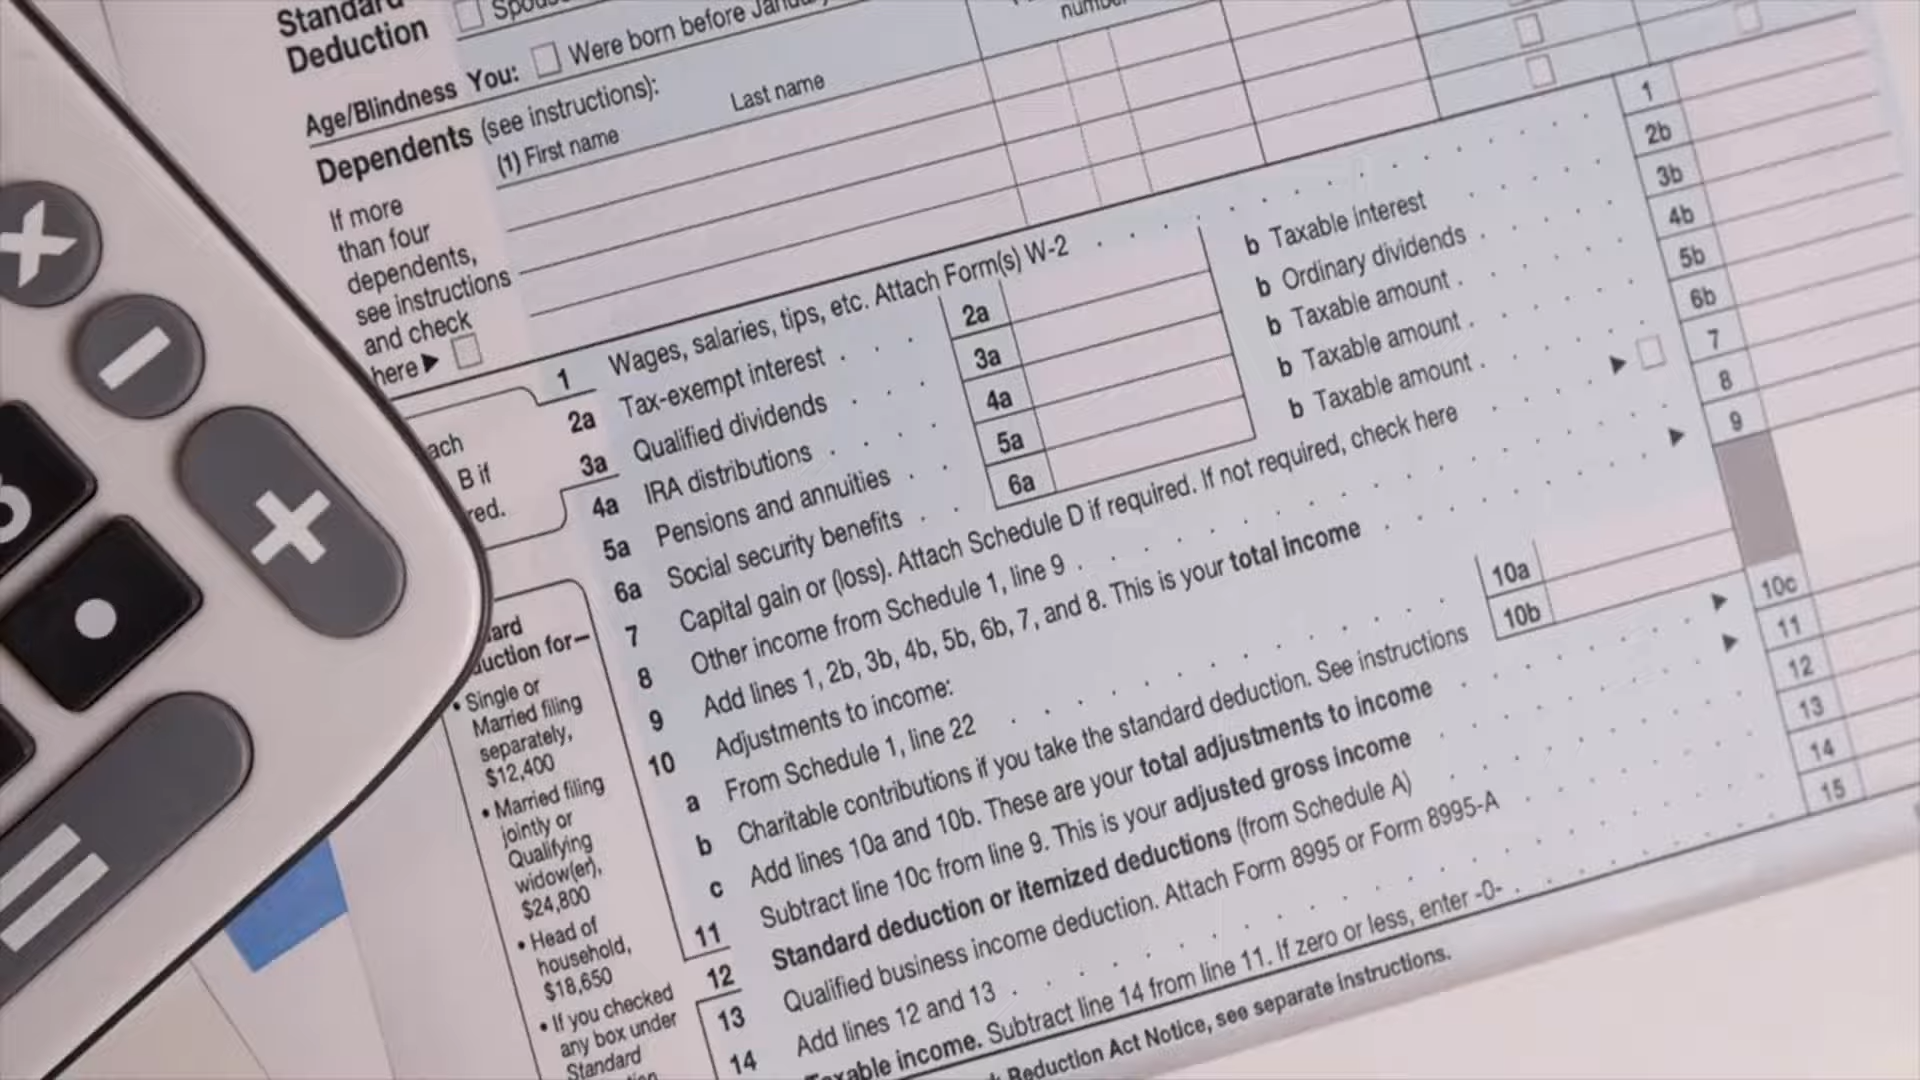 Standard
Deduction
Age/Blindness You:
Were born before January
Dependents (see instructions):
(1) First name
Last name
number
If more
than four
dependents,
see instructions
and check
here ▶
1 Wages, salaries, tips, etc. Attach Form(s) W-2 1
2a Tax-exempt interest 2a b Taxable interest 2b
3a Qualified dividends 3a b Ordinary dividends 3b
4a IRA distributions 4a b Taxable amount 4b
5a Pensions and annuities 5a b Taxable amount 5b
6a Social security benefits 6a b Taxable amount 6b
7 Capital gain or (loss). Attach Schedule D if required. If not required, check here ▶ 7
8 Other income from Schedule 1, line 9 8
9 Add lines 1, 2b, 3b, 4b, 5b, 6b, 7, and 8. This is your total income ▶ 9
10 Adjustments to income:
a From Schedule 1, line 22 10a
b Charitable contributions if you take the standard deduction. See instructions 10b
c Add lines 10a and 10b. These are your total adjustments to income ▶ 10c
11 Subtract line 10c from line 9. This is your adjusted gross income ▶ 11
12 Standard deduction or itemized deductions (from Schedule A) 12
13 Qualified business income deduction. Attach Form 8995 or Form 8995-A 13
14 Add lines 12 and 13 14
Taxable income. Subtract line 14 from line 11. If zero or less, enter -0- 15
Reduction Act Notice, see separate instructions.
ach
B if
red.
ard
uction for—
• Single or
Married filing
separately,
$12,400
• Married filing
jointly or
Qualifying
widow(er),
$24,800
• Head of
household,
$18,650
• If you checked
any box under
Standard
×
−
+
=